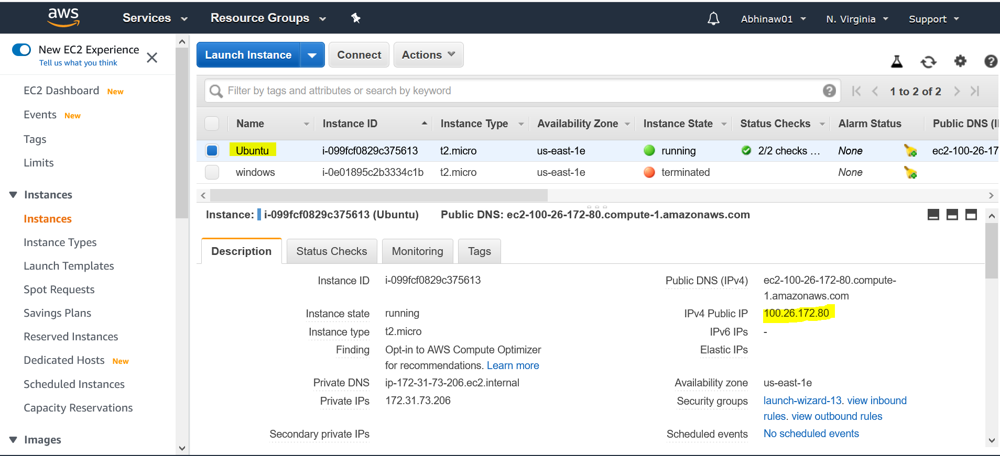 aws Services Resource Groups Abhinaw01 N. Virginia Support
New EC2 Experience
Tell us what you think
EC2 Dashboard New
Events New
Tags
Limits
Instances
Instances
Instance Types
Launch Templates
Spot Requests
Savings Plans
Reserved Instances
Dedicated Hosts New
Scheduled Instances
Capacity Reservations
Images
Launch Instance Connect Actions
Filter by tags and attributes or search by keyword 1 to 2 of 2
Name Instance ID Instance Type Availability Zone Instance State Status Checks Alarm Status Public DNS (I
Ubuntu i-099fcf0829c375613 t2.micro us-east-1e running 2/2 checks ... None ec2-100-26-17
windows i-0e01895c2b3334c1b t2.micro us-east-1e terminated None
Instance: i-099fcf0829c375613 (Ubuntu) Public DNS: ec2-100-26-172-80.compute-1.amazonaws.com
Description Status Checks Monitoring Tags
Instance ID i-099fcf0829c375613
Instance state running
Instance type t2.micro
Finding Opt-in to AWS Compute Optimizer
for recommendations. Learn more
Private DNS ip-172-31-73-206.ec2.internal
Private IPs 172.31.73.206
Secondary private IPs
Public DNS (IPv4) ec2-100-26-172-80.compute-
1.amazonaws.com
IPv4 Public IP 100.26.172.80
IPv6 IPs -
Elastic IPs
Availability zone us-east-1e
Security groups launch-wizard-13. view inbound
rules. view outbound rules
Scheduled events No scheduled events